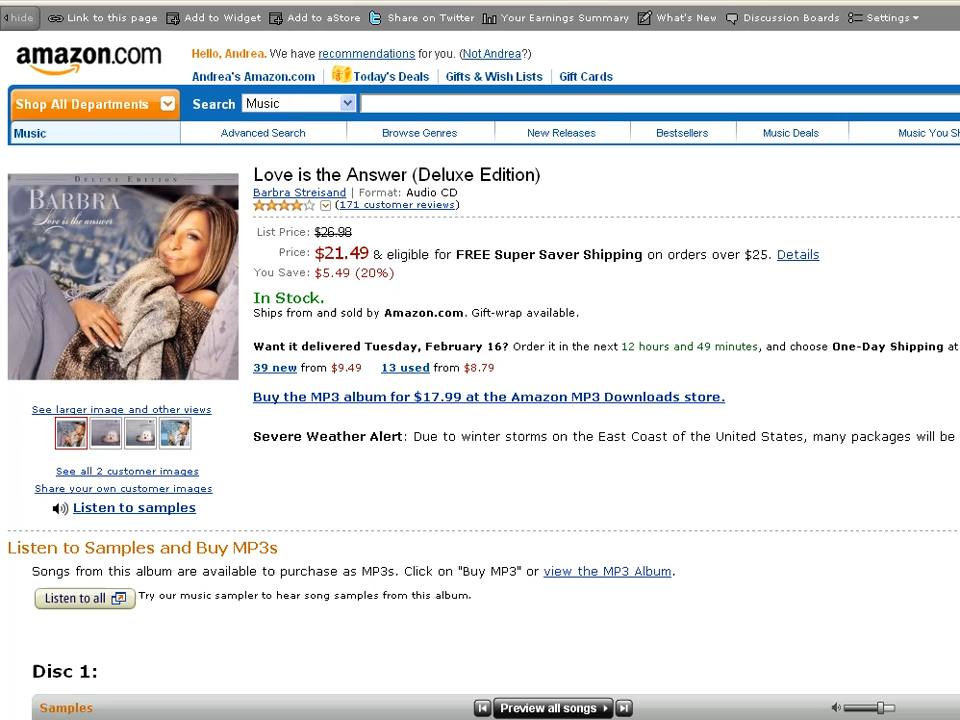 hide Link to this page Add to Widget Add to aStore Share on Twitter Your Earnings Summary What's New Discussion Boards Settings
amazon.com
Hello, Andrea. We have recommendations for you. (Not Andrea?)
Andrea's Amazon.com Today's Deals Gifts & Wish Lists Gift Cards
Shop All Departments Search Music
Music Advanced Search Browse Genres New Releases Bestsellers Music Deals Music You Sh
DELUXE EDITION
BARBRA
Love is the answer
Love is the Answer (Deluxe Edition)
Barbra Streisand | Format: Audio CD
(171 customer reviews)
List Price: $26.98
Price: $21.49 & eligible for FREE Super Saver Shipping on orders over $25. Details
You Save: $5.49 (20%)
In Stock.
Ships from and sold by Amazon.com. Gift-wrap available.
Want it delivered Tuesday, February 16? Order it in the next 12 hours and 49 minutes, and choose One-Day Shipping at
39 new from $9.49 13 used from $8.79
Buy the MP3 album for $17.99 at the Amazon MP3 Downloads store.
Severe Weather Alert: Due to winter storms on the East Coast of the United States, many packages will be
See larger image and other views
See all 2 customer images
Share your own customer images
Listen to samples
Listen to Samples and Buy MP3s
Songs from this album are available to purchase as MP3s. Click on "Buy MP3" or view the MP3 Album.
Listen to all Try our music sampler to hear song samples from this album.
Disc 1:
Samples Preview all songs